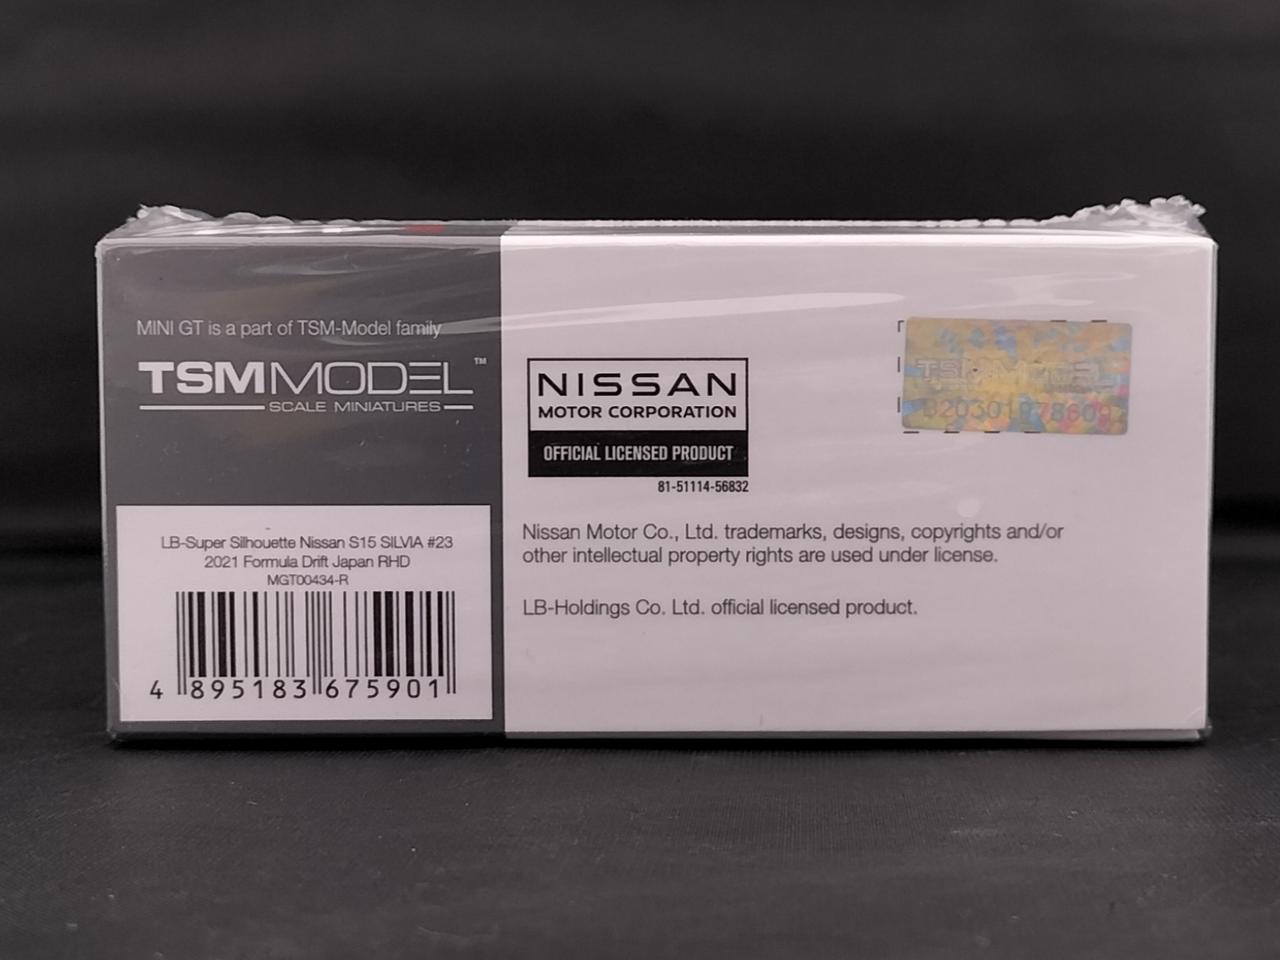 MINI GT is a part of TSM-Model family
TSMMODEL™
SCALE MINIATURES
LB-Super Silhouette Nissan S15 SILVIA #23
2021 Formula Drift Japan RHD
MGT00434-R
4 895183 675901
NISSAN
MOTOR CORPORATION
OFFICIAL LICENSED PRODUCT
81-51114-56832
Nissan Motor Co., Ltd. trademarks, designs, copyrights and/or
other intellectual property rights are used under license.
LB-Holdings Co. Ltd. official licensed product.
TSMMODEL